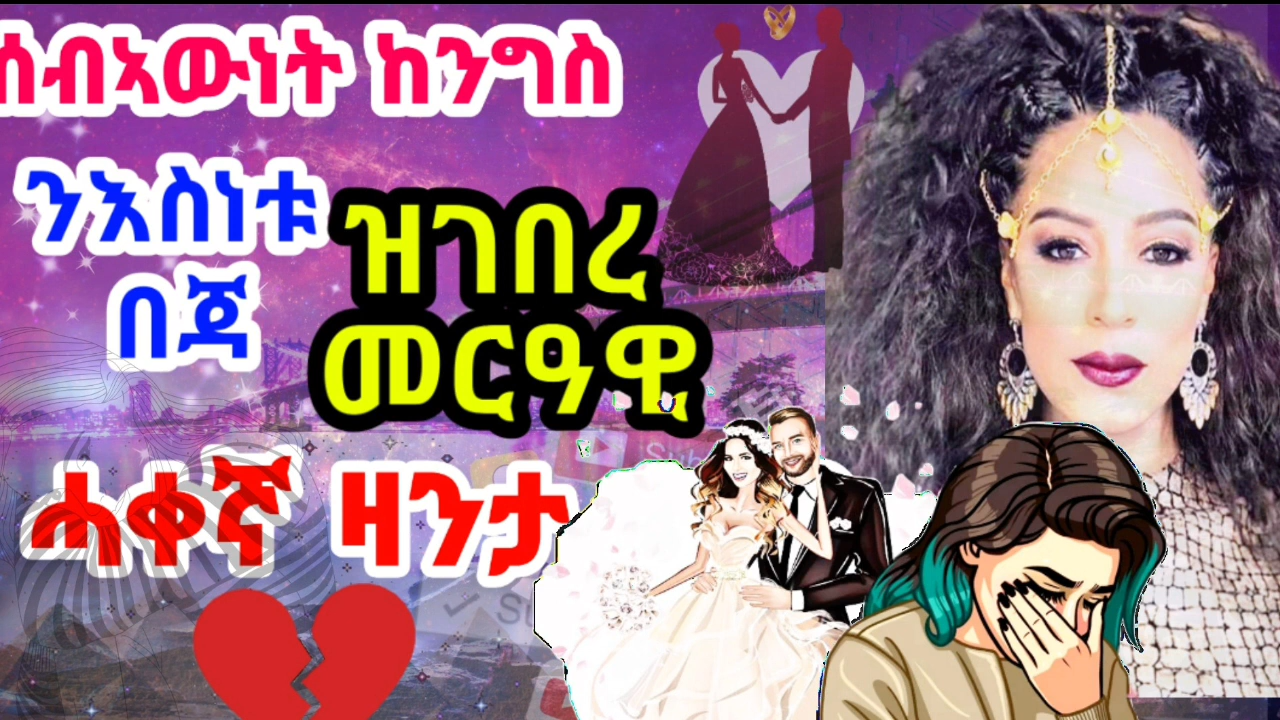 ሰብኣውነት ከንግስ
ንእስነቱ
በጃ
ዝገበረ
መርዓዊ
ሓቀኛ ዛንታ